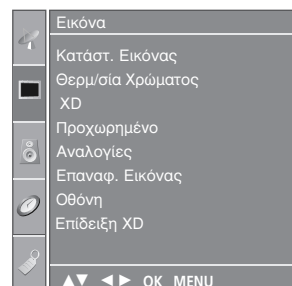 Εικόνα
Κατάστ. Εικόνας
Θερμ/σία Χρώματος
XD
Προχωρημένο
Αναλογίες
Επαναφ. Εικόνας
Οθόνη
Επίδειξη XD
▲▼ ◄► OK MENU